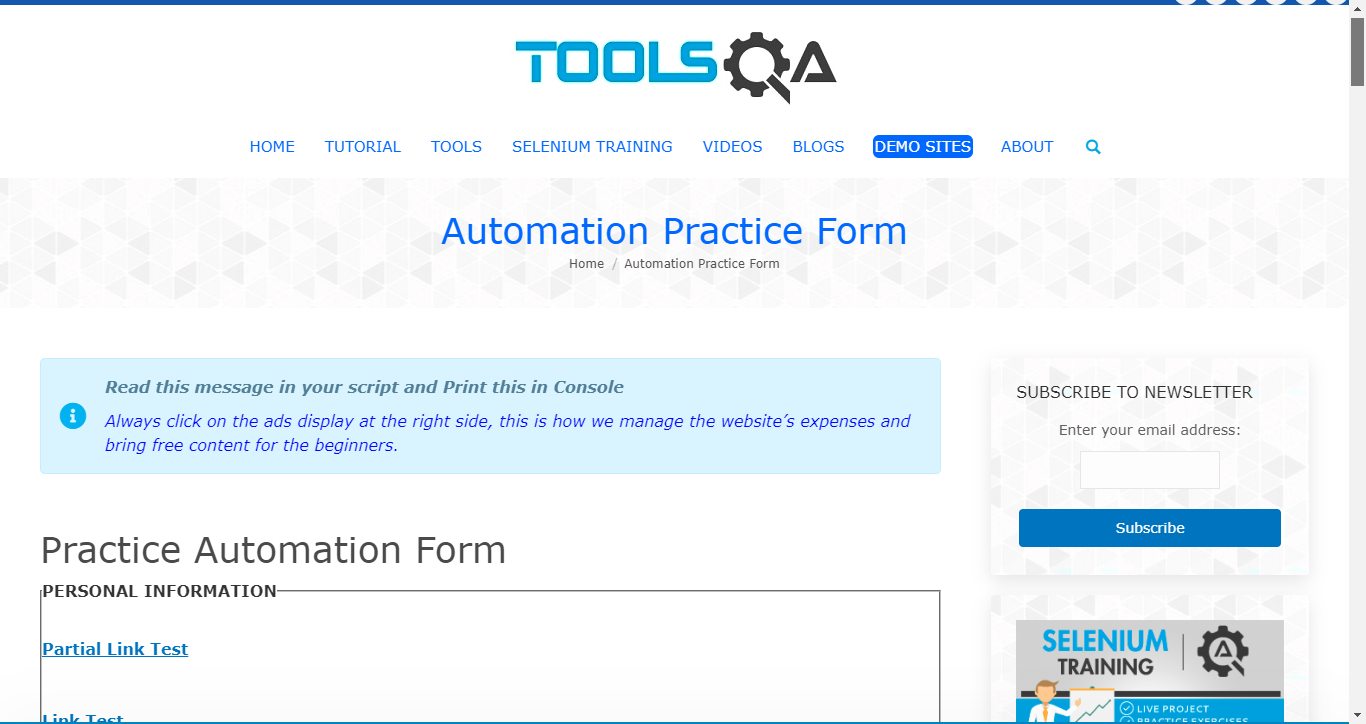 TOOLSQA
HOME TUTORIAL TOOLS SELENIUM TRAINING VIDEOS BLOGS DEMO SITES ABOUT
Automation Practice Form
Home / Automation Practice Form
Read this message in your script and Print this in Console
Always click on the ads display at the right side, this is how we manage the website’s expenses and
bring free content for the beginners.
SUBSCRIBE TO NEWSLETTER
Enter your email address:
Subscribe
Practice Automation Form
PERSONAL INFORMATION
Partial Link Test
Link Test
SELENIUM
TRAINING
LIVE PROJECT
PRACTICE EXERCISES